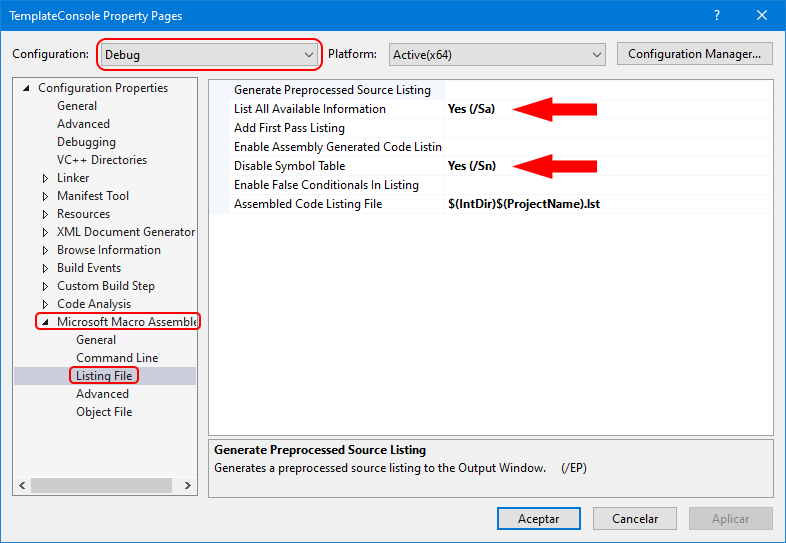 TemplateConsole Property Pages
?
Configuration: Debug Platform: Active(x64) Configuration Manager...
Configuration Properties
General
Advanced
Debugging
VC++ Directories
Linker
Manifest Tool
Resources
XML Document Generator
Browse Information
Build Events
Custom Build Step
Code Analysis
Microsoft Macro Assemble
General
Command Line
Listing File
Advanced
Object File
Generate Preprocessed Source Listing
List All Available Information Yes (/Sa)
Add First Pass Listing
Enable Assembly Generated Code Listin
Disable Symbol Table Yes (/Sn)
Enable False Conditionals In Listing
Assembled Code Listing File $(IntDir)$(ProjectName).lst
Generate Preprocessed Source Listing
Generates a preprocessed source listing to the Output Window. (/EP)
Aceptar Cancelar Aplicar